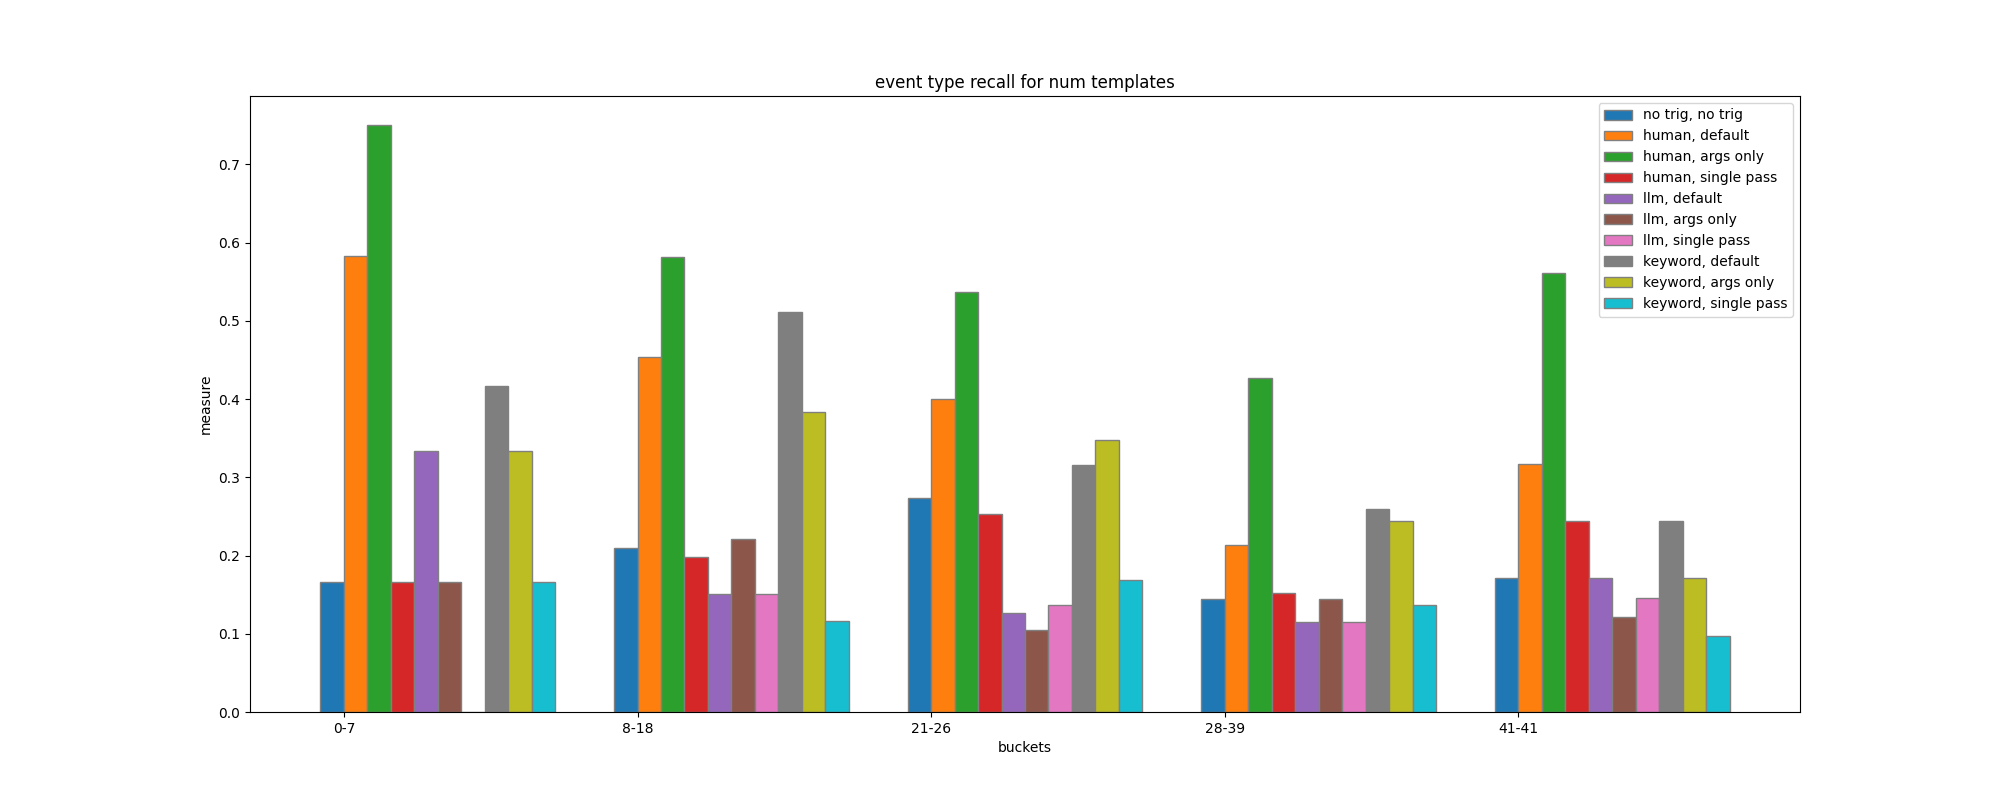 event type recall for num templates
no trig, no trig
human, default
human, args only
human, single pass
llm, default
llm, args only
llm, single pass
keyword, default
keyword, args only
keyword, single pass
measure
0.7
0.6
0.5
0.4
0.3
0.2
0.1
0.0
0-7 8-18 21-26 28-39 41-41
buckets